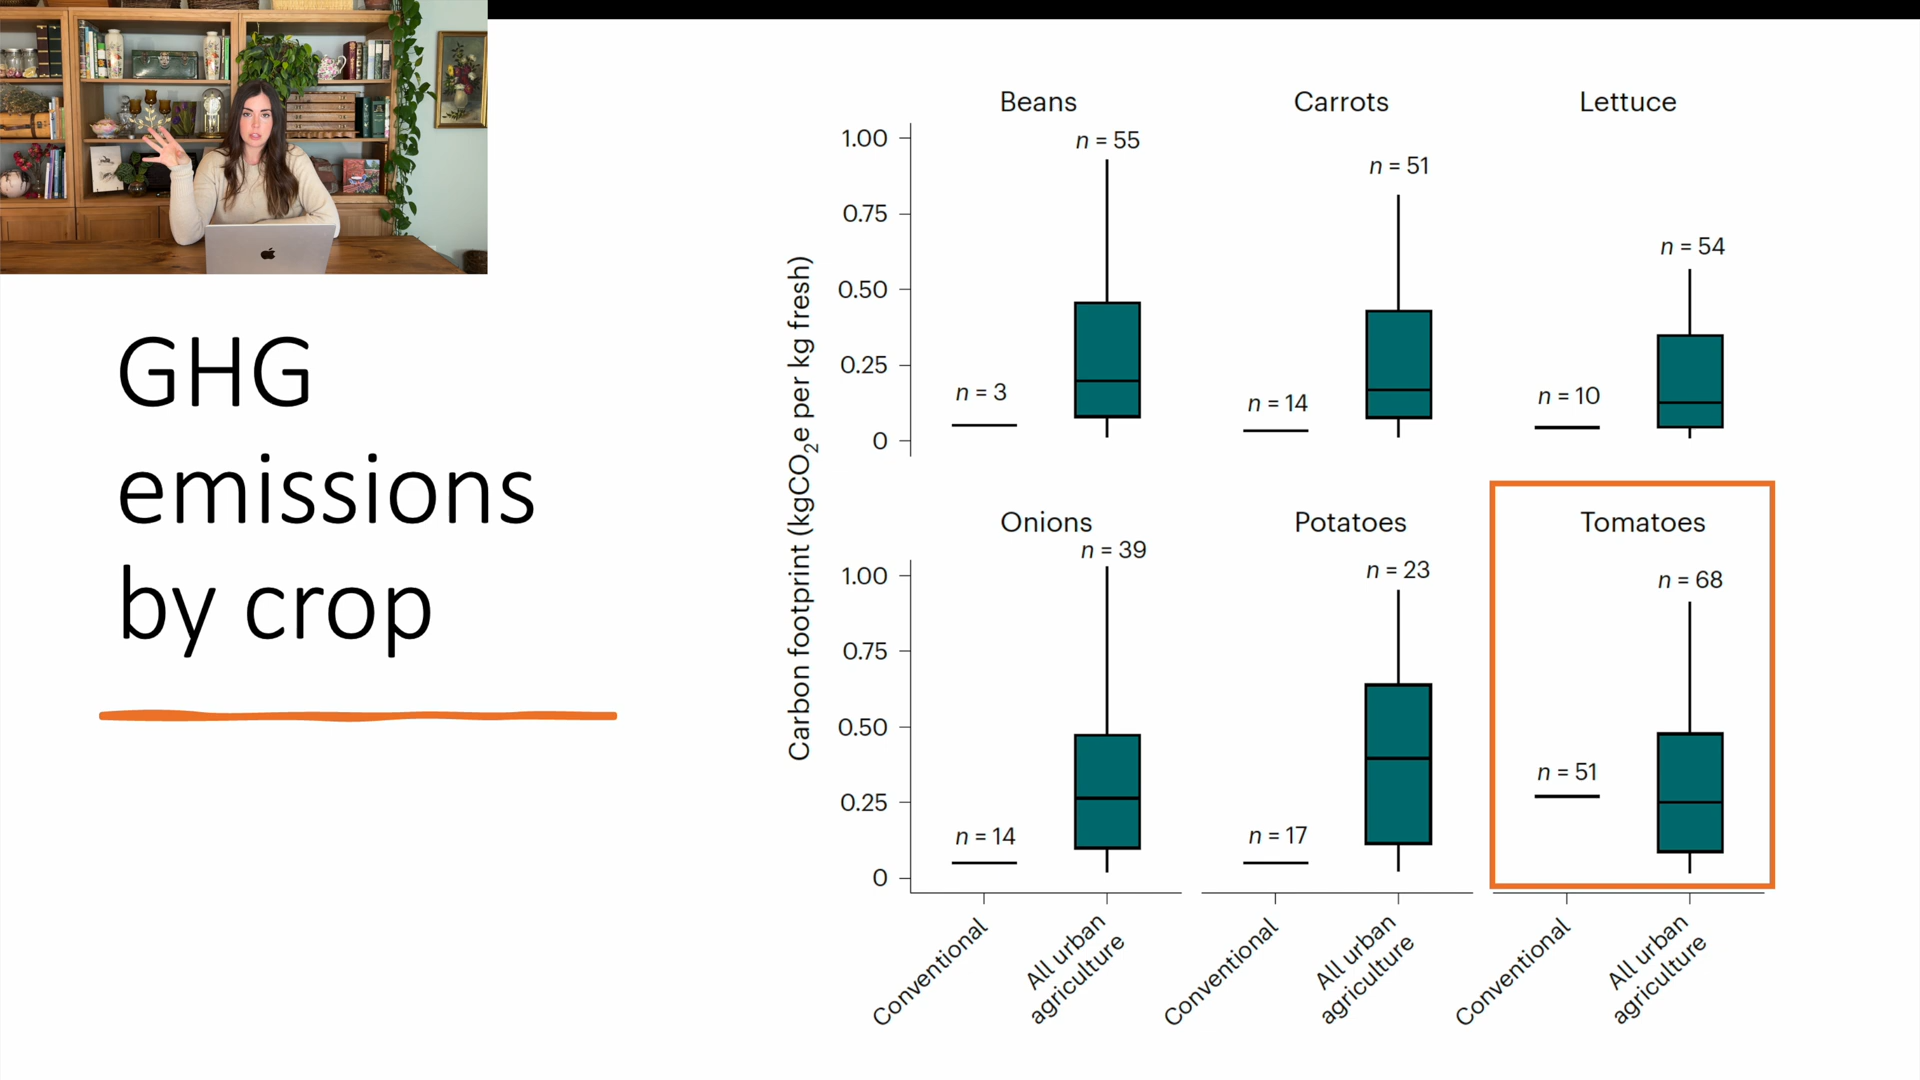 GHG
emissions
by crop
Carbon footprint (kgCO2e per kg fresh)
Beans
1.00
0.75
0.50
0.25
0
n = 3
n = 55
Carrots
n = 14
n = 51
Lettuce
n = 10
n = 54
Onions
1.00
0.75
0.50
0.25
0
n = 14
n = 39
Conventional
All urban
agriculture
Potatoes
n = 17
n = 23
Conventional
All urban
agriculture
Tomatoes
n = 51
n = 68
Conventional
All urban
agriculture